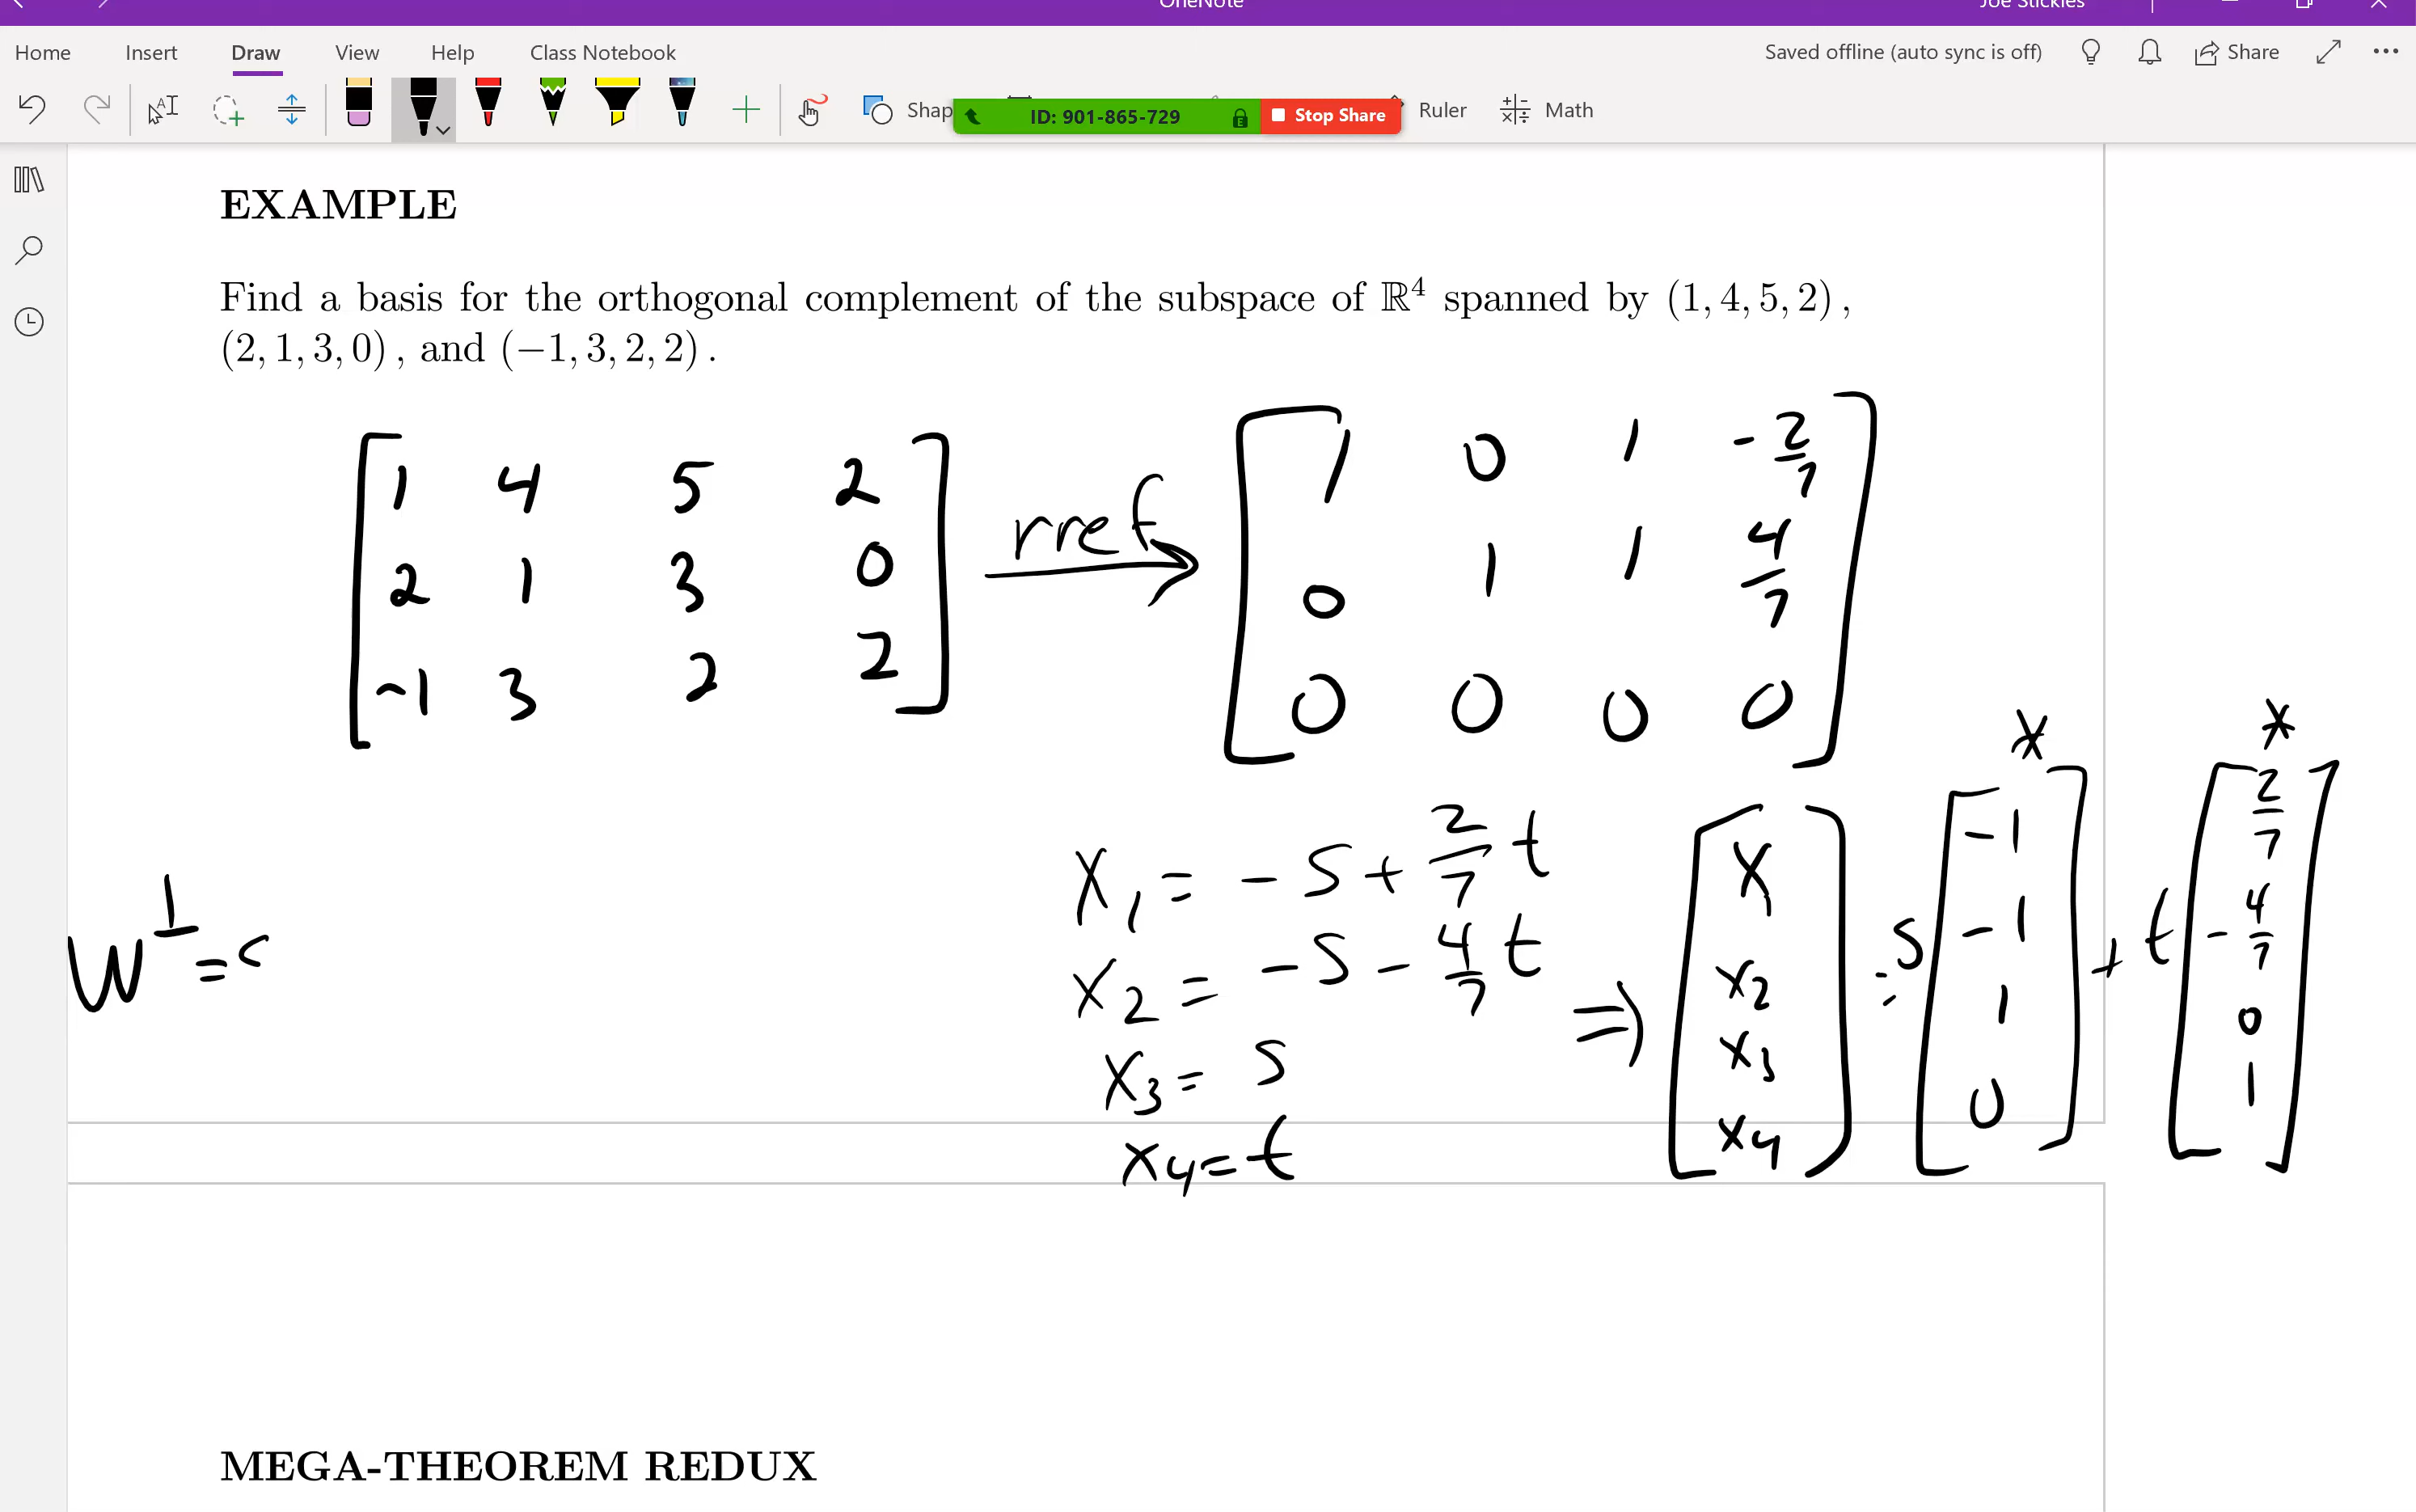 OneNote
Joe Stickles
Home Insert Draw View Help Class Notebook
Saved offline (auto sync is off) Share
Shap ID: 901-865-729 Stop Share Ruler Math
EXAMPLE
Find a basis for the orthogonal complement of the subspace of ℝ⁴ spanned by (1, 4, 5, 2),
(2, 1, 3, 0), and (−1, 3, 2, 2).
[1 4 5 2
2 1 3 0
-1 3 2 2]
rref →
[1 0 1 -2/7
0 1 1 4/7
0 0 0 0]
x₁ = -s + 2/7 t
x₂ = -s - 4/7 t
x₃ = s
x₄ = t
⇒ [x₁ x₂ x₃ x₄] = s [-1 -1 1 0] + t [2/7 -4/7 0 1]
* *
W^⊥ =
MEGA-THEOREM REDUX